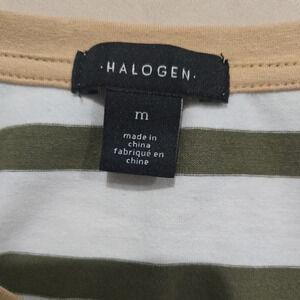 · HALOGEN ·
m
made in
china
fabriqué en
chine